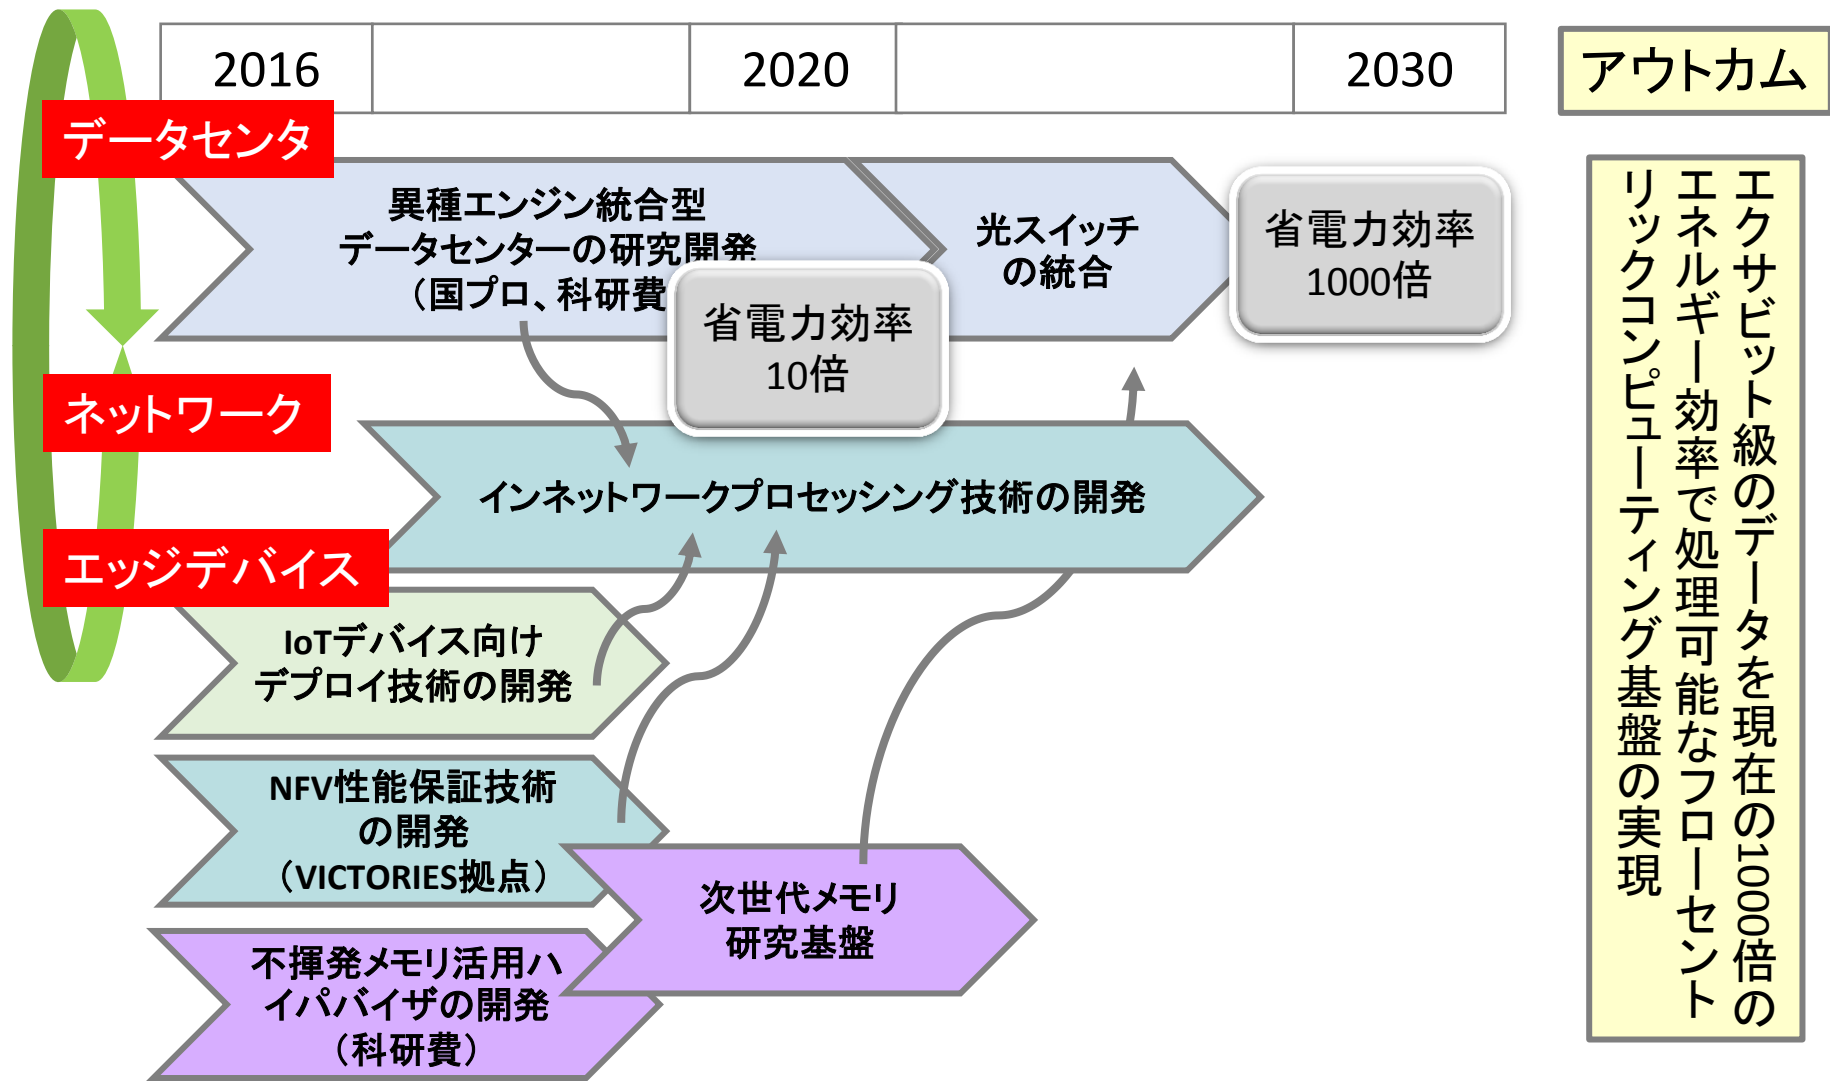 2016
2020
2030
アウトカム
データセンタ
異種エンジン統合型
データセンターの研究開発
（国プロ、科研費
光スイッチ
の統合
省電力効率
1000倍
省電力効率
10倍
ネットワーク
インネットワークプロセッシング技術の開発
エッジデバイス
IoTデバイス向け
デプロイ技術の開発
NFV性能保証技術
の開発
（VICTORIES拠点）
次世代メモリ
研究基盤
不揮発メモリ活用ハ
イパバイザの開発
（科研費）
エクサビット級のデータを現在の1000倍の
エネルギー効率で処理可能なフローセント
リックコンピューティング基盤の実現